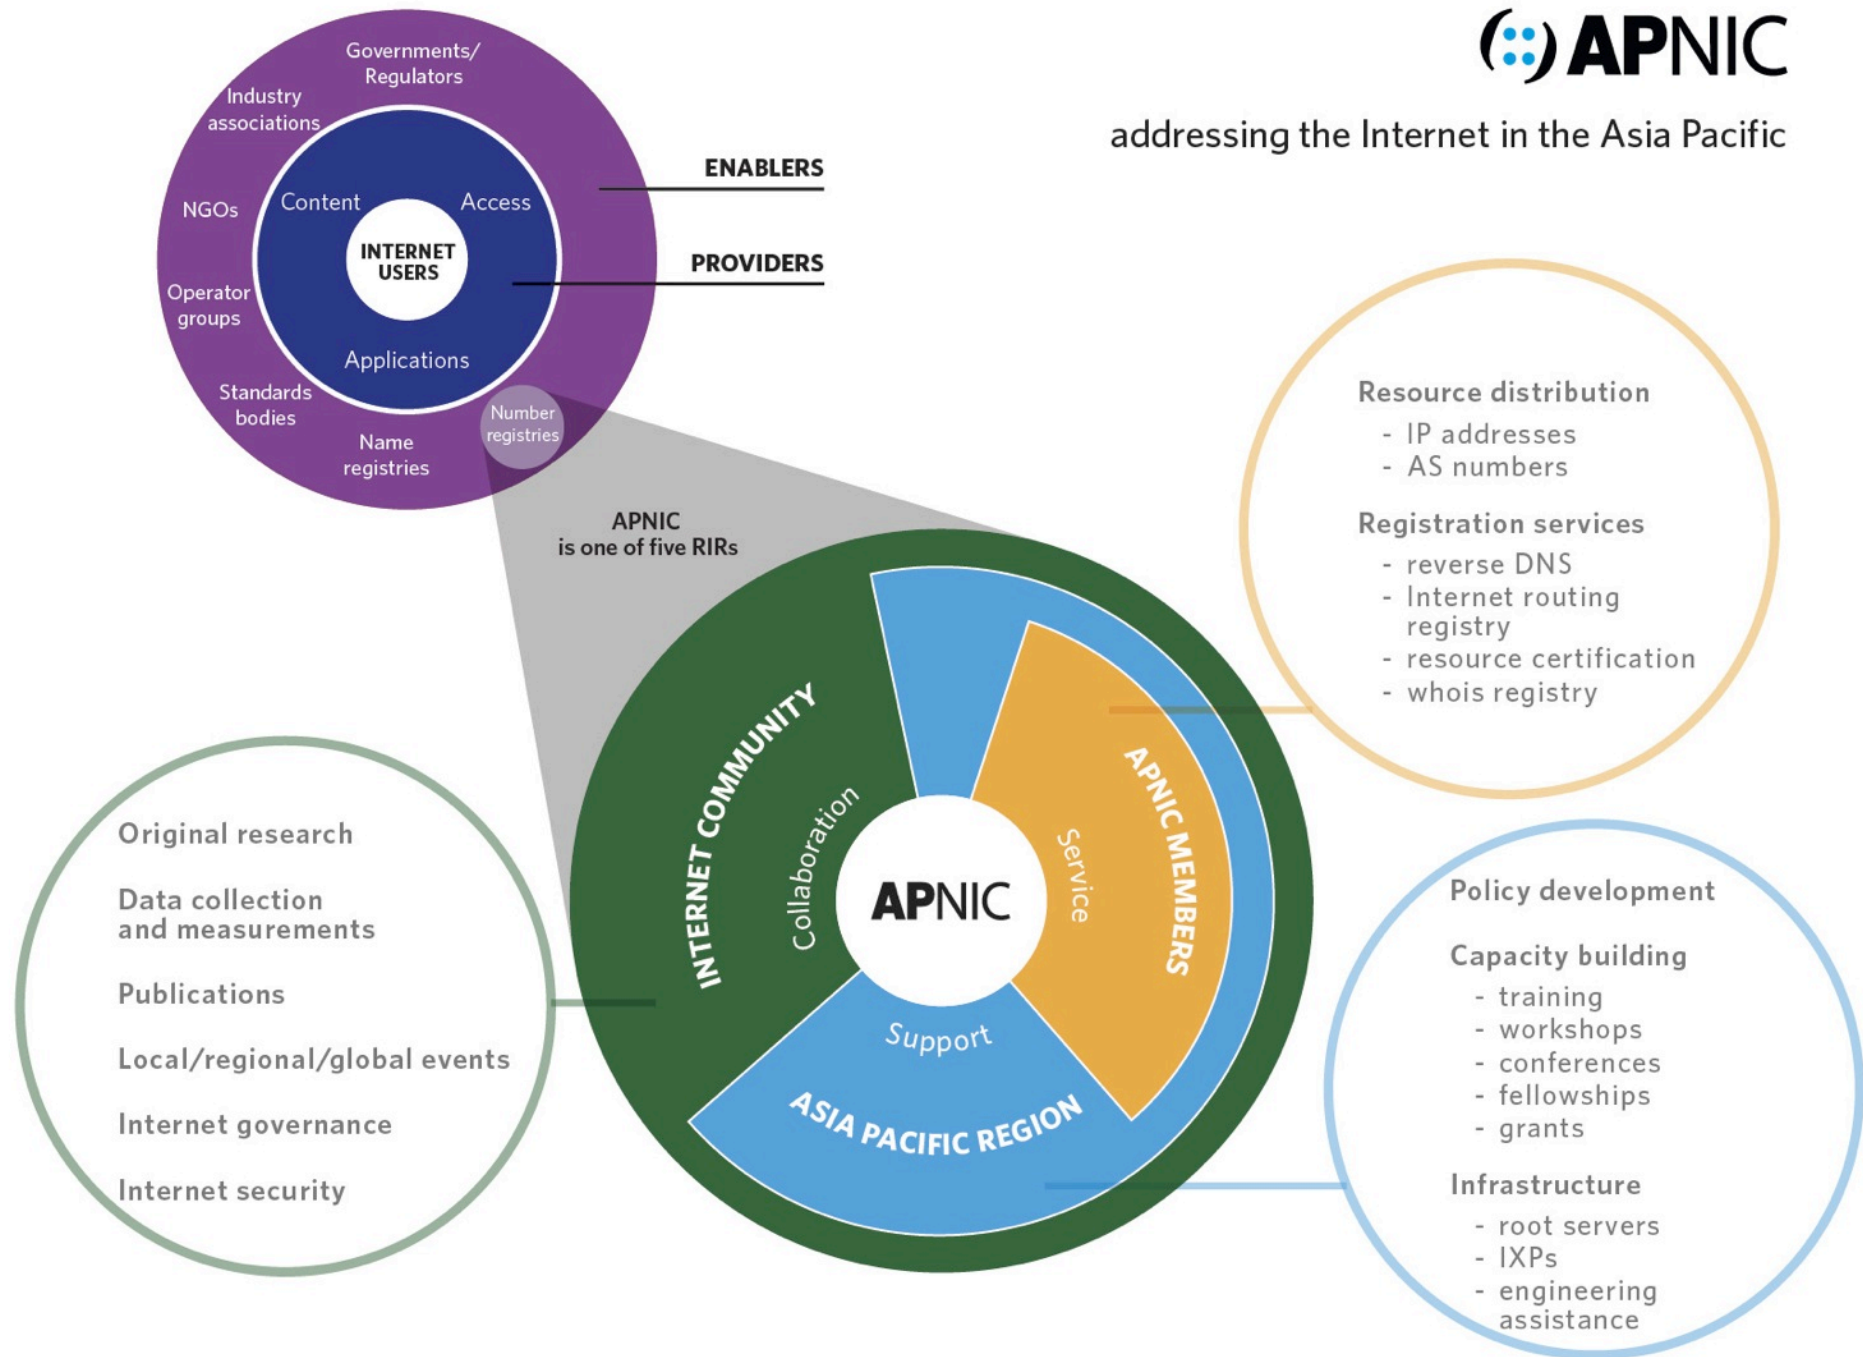 APNIC
addressing the Internet in the Asia Pacific
Governments/
Regulators
Industry
associations
NGOs
Operator
groups
Standards
bodies
Name
registries
Number
registries
Content
Access
Applications
INTERNET
USERS
ENABLERS
PROVIDERS
APNIC
is one of five RIRs
INTERNET COMMUNITY
Collaboration
APNIC
Service
APNIC MEMBERS
Support
ASIA PACIFIC REGION
Resource distribution
- IP addresses
- AS numbers
Registration services
- reverse DNS
- Internet routing
registry
- resource certification
- whois registry
Original research
Data collection
and measurements
Publications
Local/regional/global events
Internet governance
Internet security
Policy development
Capacity building
- training
- workshops
- conferences
- fellowships
- grants
Infrastructure
- root servers
- IXPs
- engineering
assistance